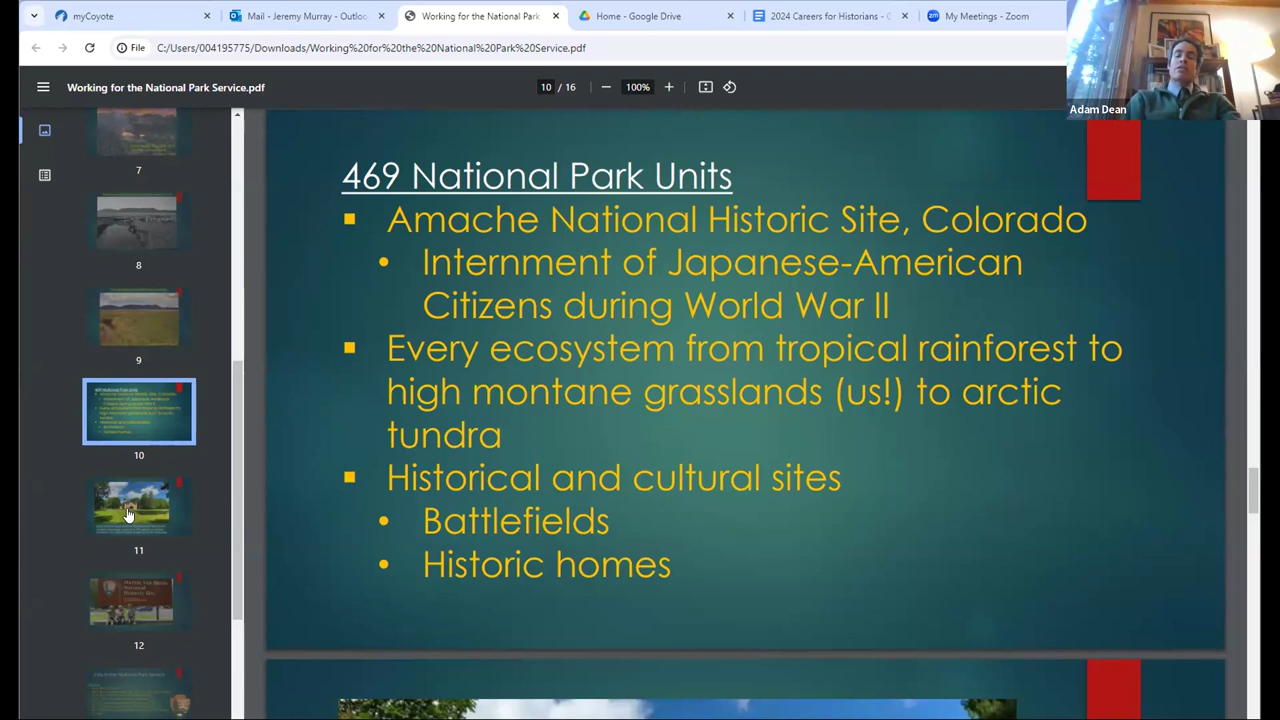 myCoyote
Mail - Jeremy Murray - Outloo
Working for the National Park
Home - Google Drive
2024 Careers for Historians - G
My Meetings - Zoom
File
C:/Users/004195775/Downloads/Working%20for%20the%20National%20Park%20Service.pdf
Working for the National Park Service.pdf
10 / 16
100%
Adam Dean
7
8
9
10
11
12
469 National Park Units
Amache National Historic Site, Colorado
Internment of Japanese-American
Citizens during World War II
Every ecosystem from tropical rainforest to
high montane grasslands (us!) to arctic
tundra
Historical and cultural sites
Battlefields
Historic homes